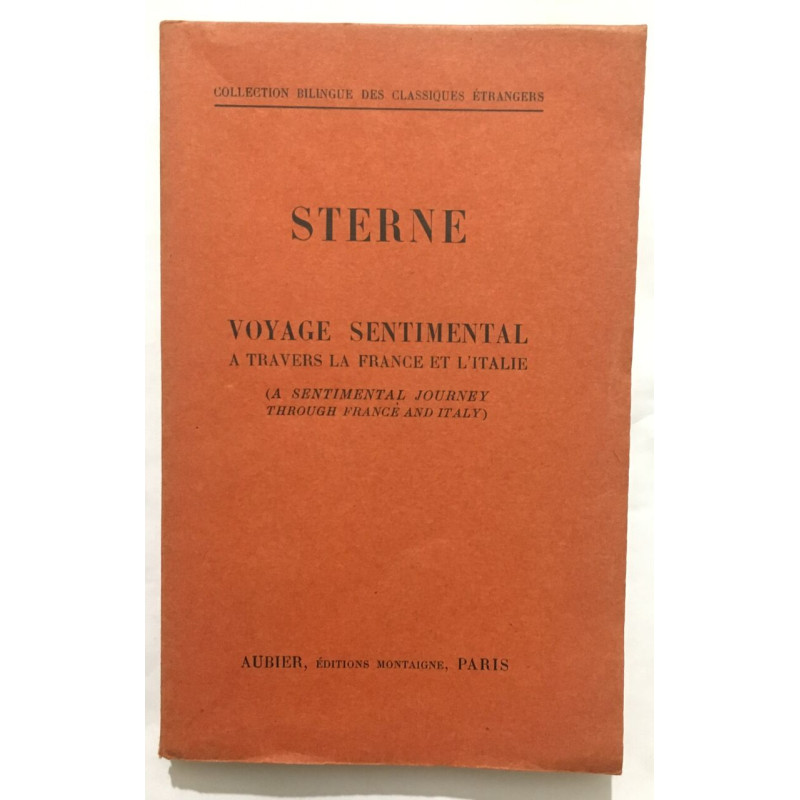 COLLECTION BILINGUE DES CLASSIQUES ÉTRANGERS
STERNE
VOYAGE SENTIMENTAL
A TRAVERS LA FRANCE ET L'ITALIE
(A SENTIMENTAL JOURNEY
THROUGH FRANCE AND ITALY)
AUBIER, ÉDITIONS MONTAIGNE, PARIS